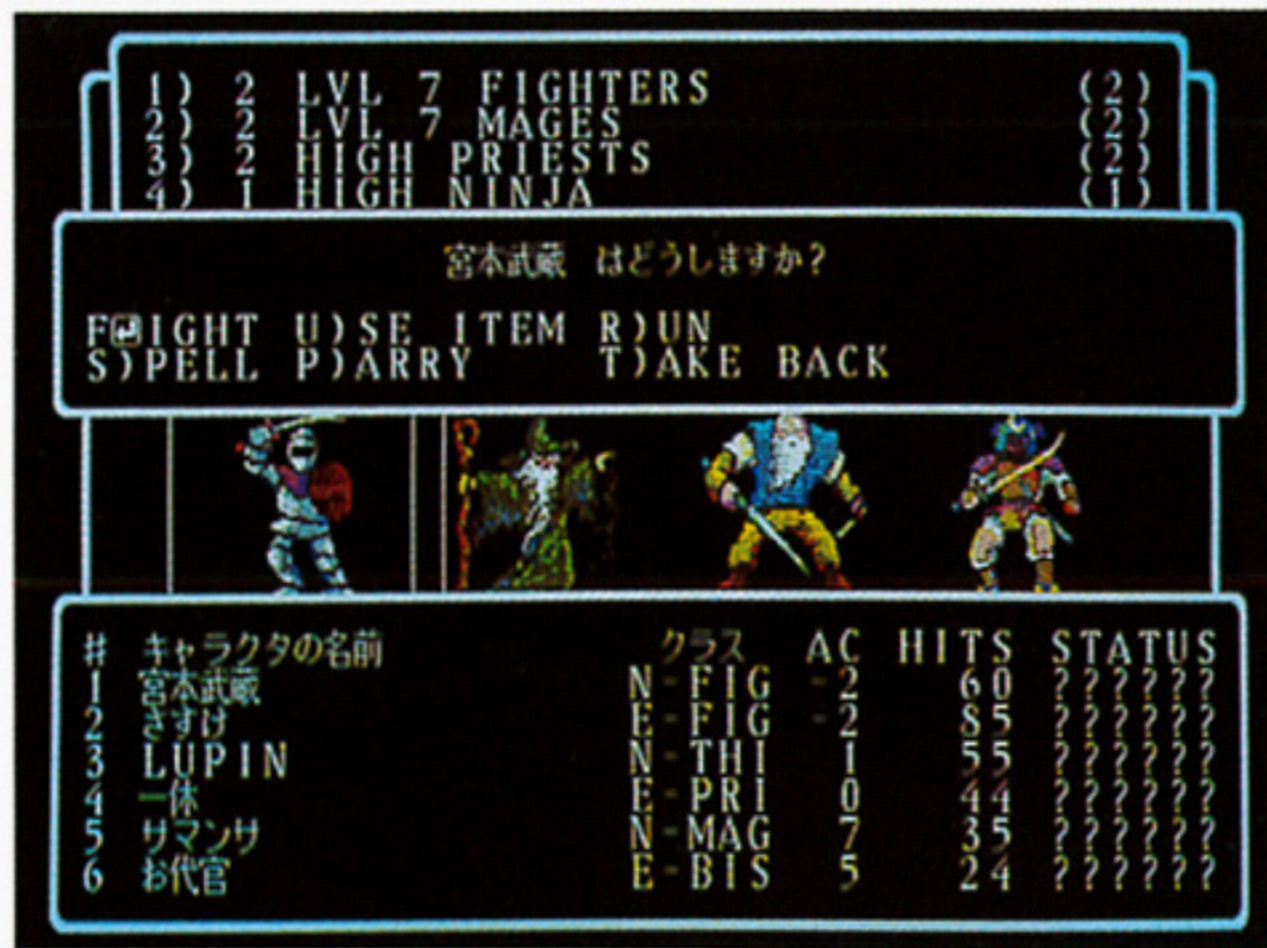 1) 2 LVL 7 FIGHTERS (2)
2) 2 LVL 7 MAGES (2)
3) 2 HIGH PRIESTS (2)
4) 1 HIGH NINJA (1)
宮本武蔵 はどうしますか?
F↵IGHT U)SE ITEM R)UN
S)PELL P)ARRY T)AKE BACK
# キャラクタの名前 クラス AC HITS STATUS
1 宮本武蔵 N-FIG -2 60 ??????
2 さすけ E-FIG -2 85 ??????
3 LUPIN N-THI 1 55 ??????
4 一休 E-PRI 0 44 ??????
5 サマンサ N-MAG 7 35 ??????
6 お代官 E-BIS 5 24 ??????